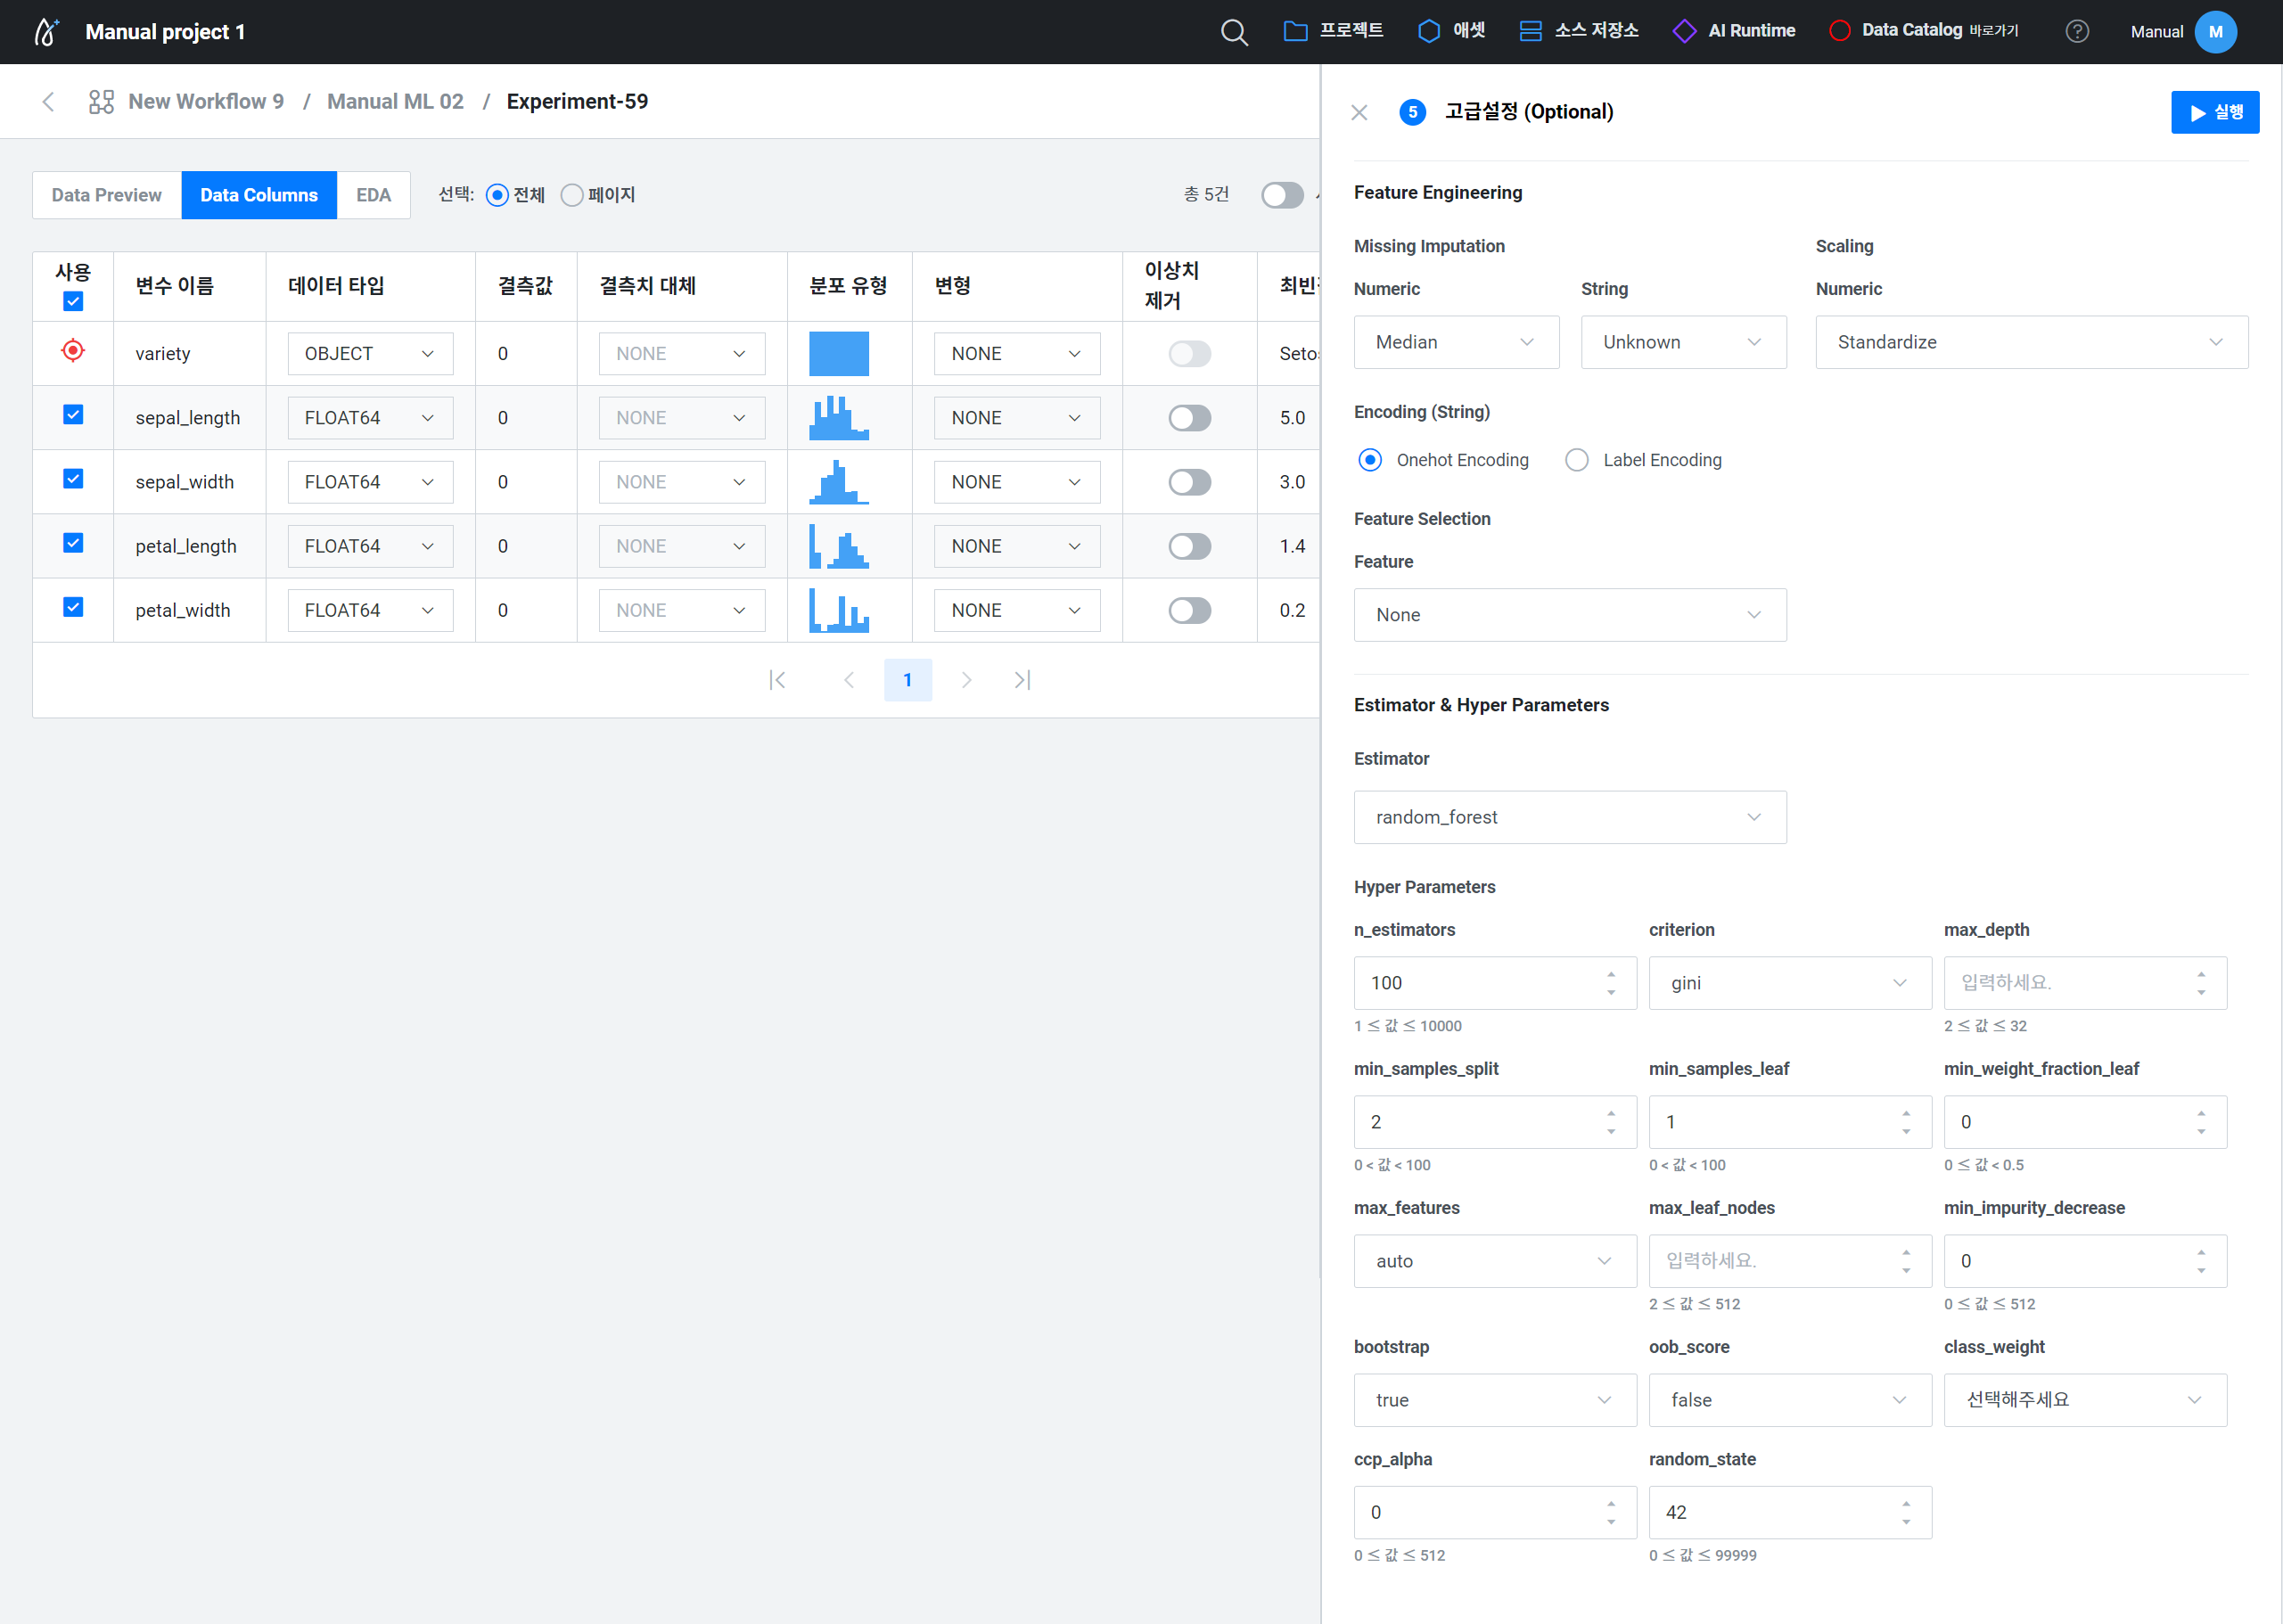 Manual project 1
프로젝트
애셋
소스 저장소
AI Runtime
Data Catalog 바로가기
?
Manual
M
New Workflow 9 / Manual ML 02 / Experiment-59
Data Preview
Data Columns
EDA
선택: 전체 페이지
총 5건
사용
변수 이름
데이터 타입
결측값
결측치 대체
분포 유형
변형
이상치
제거
variety OBJECT 0 NONE NONE
sepal_length FLOAT64 0 NONE NONE 5.0
sepal_width FLOAT64 0 NONE NONE 3.0
petal_length FLOAT64 0 NONE NONE 1.4
petal_width FLOAT64 0 NONE NONE 0.2
1
5 고급설정 (Optional)
실행
Feature Engineering
Missing Imputation
Scaling
Numeric
String
Numeric
Median
Unknown
Standardize
Encoding (String)
Onehot Encoding
Label Encoding
Feature Selection
Feature
None
Estimator & Hyper Parameters
Estimator
random_forest
Hyper Parameters
n_estimators
criterion
max_depth
100
gini
입력하세요.
1 ≤ 값 ≤ 10000
2 ≤ 값 ≤ 32
min_samples_split
min_samples_leaf
min_weight_fraction_leaf
2
1
0
0 < 값 < 100
0 < 값 < 100
0 ≤ 값 < 0.5
max_features
max_leaf_nodes
min_impurity_decrease
auto
입력하세요.
0
2 ≤ 값 ≤ 512
0 ≤ 값 ≤ 512
bootstrap
oob_score
class_weight
true
false
선택해주세요
ccp_alpha
random_state
0
42
0 ≤ 값 ≤ 512
0 ≤ 값 ≤ 99999